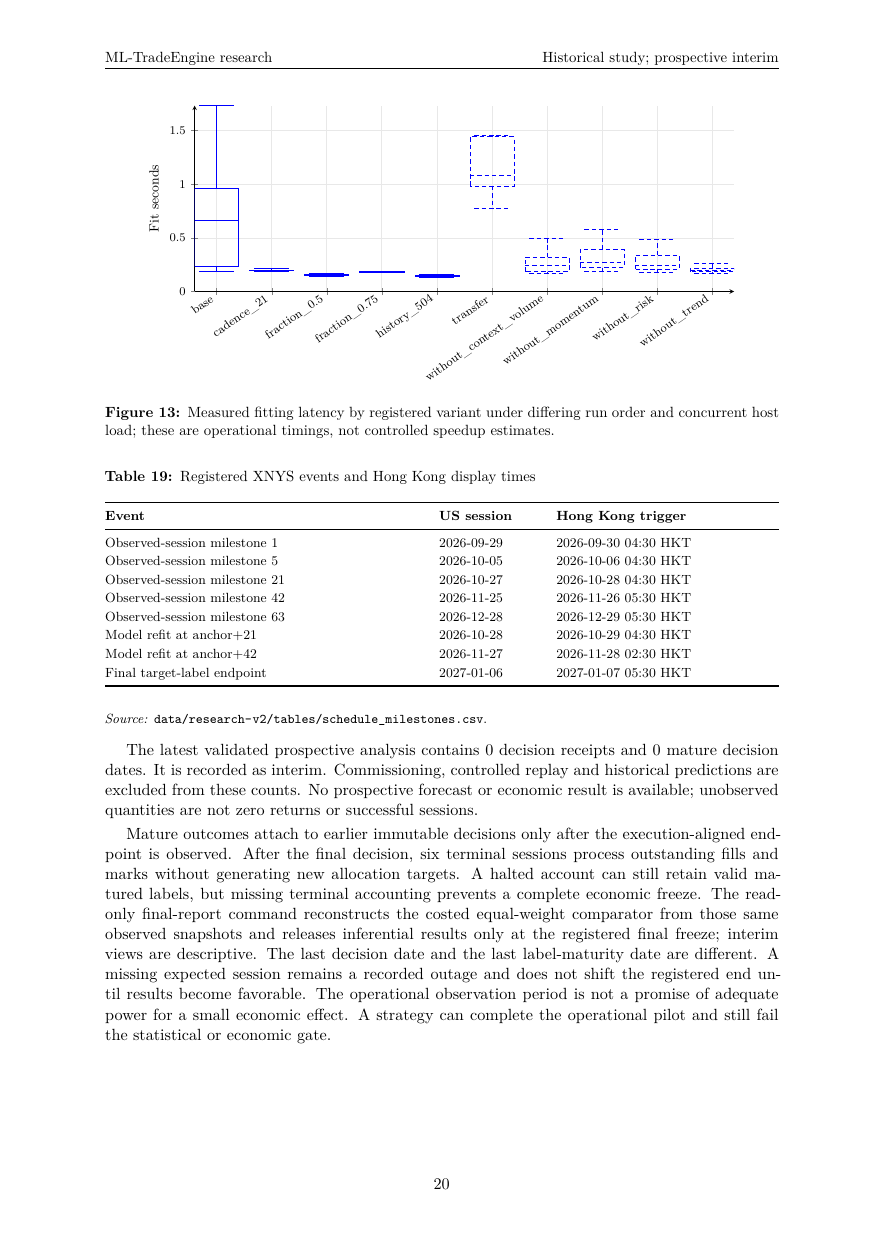 ML-TradeEngine research
Historical study; prospective interim
Fit seconds
1.5
1
0.5
0
base
cadence_21
fraction_0.5
fraction_0.75
history_504
transfer
without_context_volume
without_momentum
without_risk
without_trend
Figure 13: Measured fitting latency by registered variant under differing run order and concurrent host
load; these are operational timings, not controlled speedup estimates.
Table 19: Registered XNYS events and Hong Kong display times
Event US session Hong Kong trigger
Observed-session milestone 1 2026-09-29 2026-09-30 04:30 HKT
Observed-session milestone 5 2026-10-05 2026-10-06 04:30 HKT
Observed-session milestone 21 2026-10-27 2026-10-28 04:30 HKT
Observed-session milestone 42 2026-11-25 2026-11-26 05:30 HKT
Observed-session milestone 63 2026-12-28 2026-12-29 05:30 HKT
Model refit at anchor+21 2026-10-28 2026-10-29 04:30 HKT
Model refit at anchor+42 2026-11-27 2026-11-28 02:30 HKT
Final target-label endpoint 2027-01-06 2027-01-07 05:30 HKT
Source: data/research-v2/tables/schedule_milestones.csv.
The latest validated prospective analysis contains 0 decision receipts and 0 mature decision
dates. It is recorded as interim. Commissioning, controlled replay and historical predictions are
excluded from these counts. No prospective forecast or economic result is available; unobserved
quantities are not zero returns or successful sessions.
Mature outcomes attach to earlier immutable decisions only after the execution-aligned end-
point is observed. After the final decision, six terminal sessions process outstanding fills and
marks without generating new allocation targets. A halted account can still retain valid ma-
tured labels, but missing terminal accounting prevents a complete economic freeze. The read-
only final-report command reconstructs the costed equal-weight comparator from those same
observed snapshots and releases inferential results only at the registered final freeze; interim
views are descriptive. The last decision date and the last label-maturity date are different. A
missing expected session remains a recorded outage and does not shift the registered end un-
til results become favorable. The operational observation period is not a promise of adequate
power for a small economic effect. A strategy can complete the operational pilot and still fail
the statistical or economic gate.
20